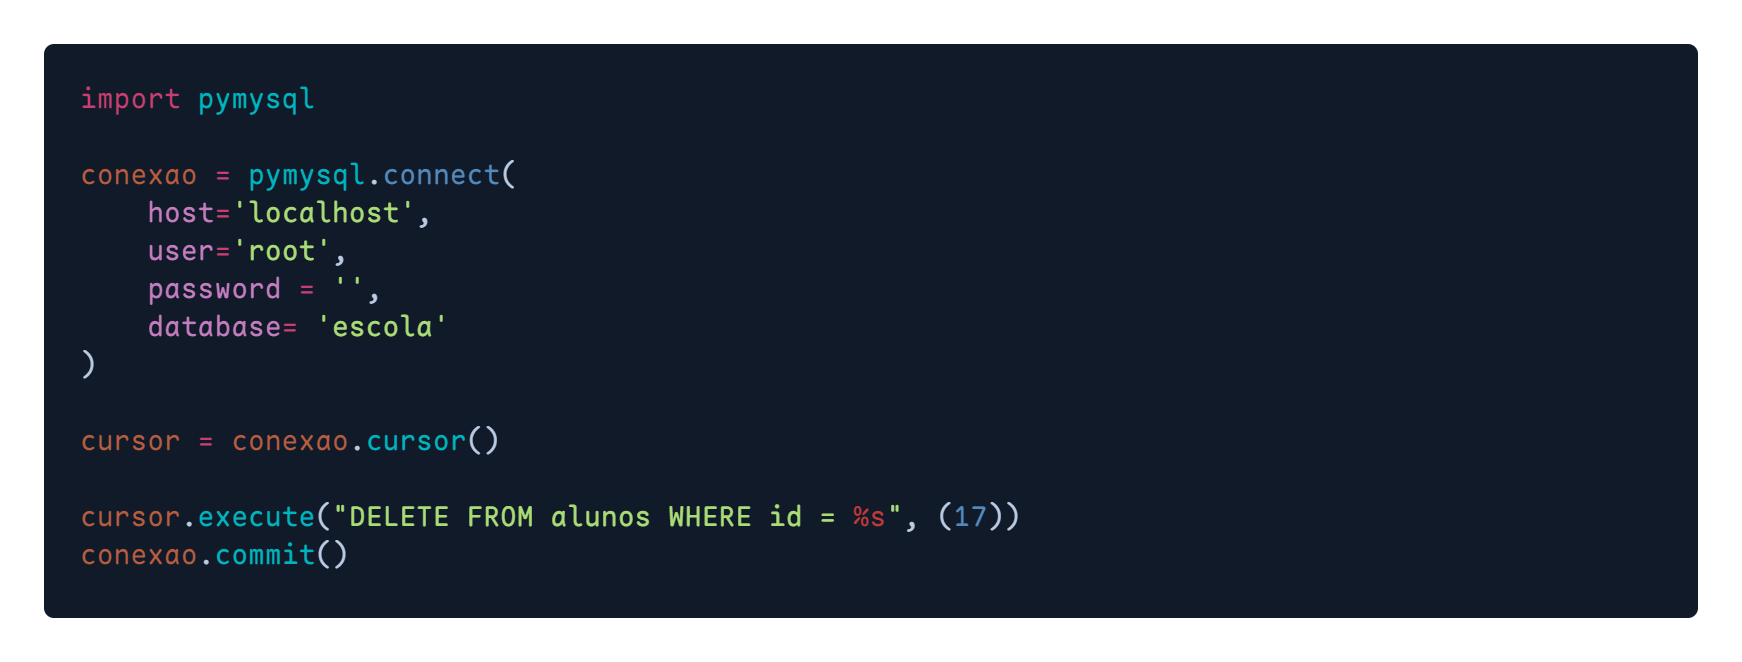 import pymysql

conexao = pymysql.connect(
    host='localhost',
    user='root',
    password = '',
    database= 'escola'
)

cursor = conexao.cursor()

cursor.execute("DELETE FROM alunos WHERE id = %s", (17))
conexao.commit()